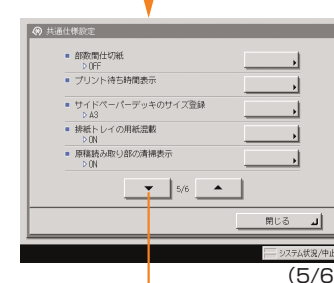 共通仕様設定
■ 部数間仕切紙
▷ OFF
■ プリント待ち時間表示
■ サイドペーパーデッキのサイズ登録
▷ A3
■ 排紙トレイの用紙混載
▷ ON
■ 原稿読み取り部の清掃表示
▷ ON
▼ 5/6 ▲
閉じる
システム状況/中止
(5/6